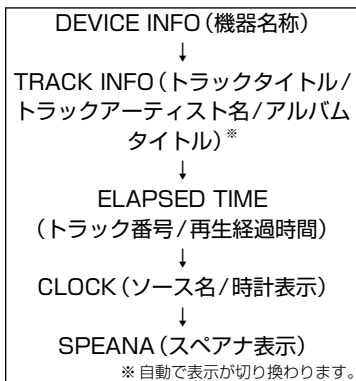 DEVICE INFO(機器名称)
↓
TRACK INFO(トラックタイトル/
トラックアーティスト名/アルバム
タイトル)※
↓
ELAPSED TIME
(トラック番号/再生経過時間)
↓
CLOCK(ソース名/時計表示)
↓
SPEANA(スペアナ表示)
※自動で表示が切り換わります。